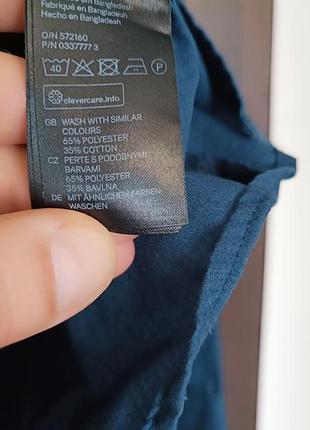 Fabriqué en Bangladesh
Hecho en Bangladesh
O/N 572160
P/N 0337777 3
40
P
clevercare.info
GB WASH WITH SIMILAR
COLOURS
65% POLYESTER
35% COTTON
CZ PERTE S PODOBNÝMI
BARVAMI
65% POLYESTER
35% BAVLNA
DE MIT ÄHNLICHEN FARBEN
WASCHEN